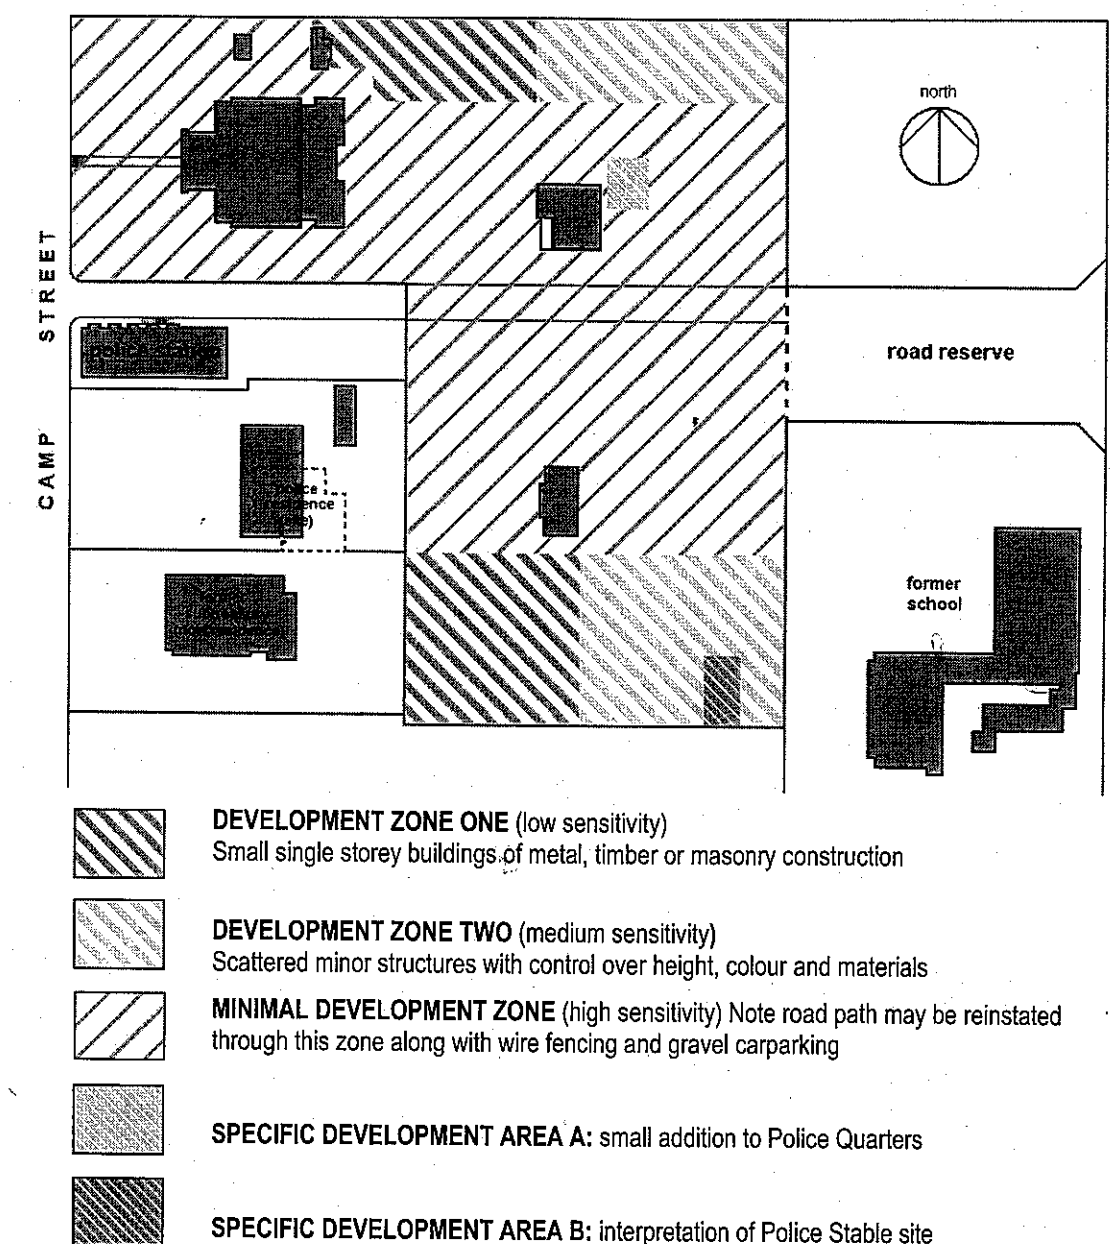 north
CAMP STREET
police station
road reserve
police
former
school
DEVELOPMENT ZONE ONE (low sensitivity)
Small single storey buildings of metal, timber or masonry construction
DEVELOPMENT ZONE TWO (medium sensitivity)
Scattered minor structures with control over height, colour and materials
MINIMAL DEVELOPMENT ZONE (high sensitivity) Note road path may be reinstated
through this zone along with wire fencing and gravel carparking
SPECIFIC DEVELOPMENT AREA A: small addition to Police Quarters
SPECIFIC DEVELOPMENT AREA B: interpretation of Police Stable site